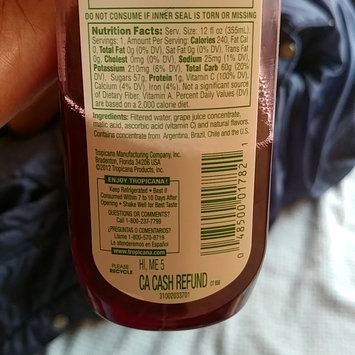 DO NOT CONSUME IF INNER SEAL IS TORN OR MISSING
Nutrition Facts: Serv. Size: 12 fl oz (355mL),
Servings: 1, Amount Per Serving: Calories 240, Fat Cal
0, Total Fat 0g (0% DV), Sat Fat 0g (0% DV), Trans Fat
0g, Cholest 0mg (0% DV), Sodium 25mg (1% DV),
Potassium 210mg (6% DV), Total Carb 60g (20%
DV), Sugars 57g, Protein 1g, Vitamin C (100% DV),
Calcium (4% DV), Iron (4%). Not a significant source
of Dietary Fiber, Vitamin A. Percent Daily Values (DV)
are based on a 2,000 calorie diet.
Ingredients: Filtered water, grape juice concentrate,
malic acid, ascorbic acid (vitamin C) and natural flavors.
Contains concentrate from Argentina, Brazil, Chile and the U.S.
Tropicana Manufacturing Company, Inc.
Bradenton, Florida 34206 USA
©2012 Tropicana Products, Inc.
ENJOY TROPICANA!
Keep Refrigerated • Best if
Consumed Within 7 to 10 Days After
Opening • Shake Well for Best Taste
QUESTIONS OR COMMENTS?
Call 1-800-237-7799
¿PREGUNTAS O COMENTARIOS?
Llame 1-800-570-8719
Le atenderemos en Español
www.tropicana.com
0 48500 01782 1
PLEASE
RECYCLE
HI, ME 5
CA CASH REFUND
31002033701